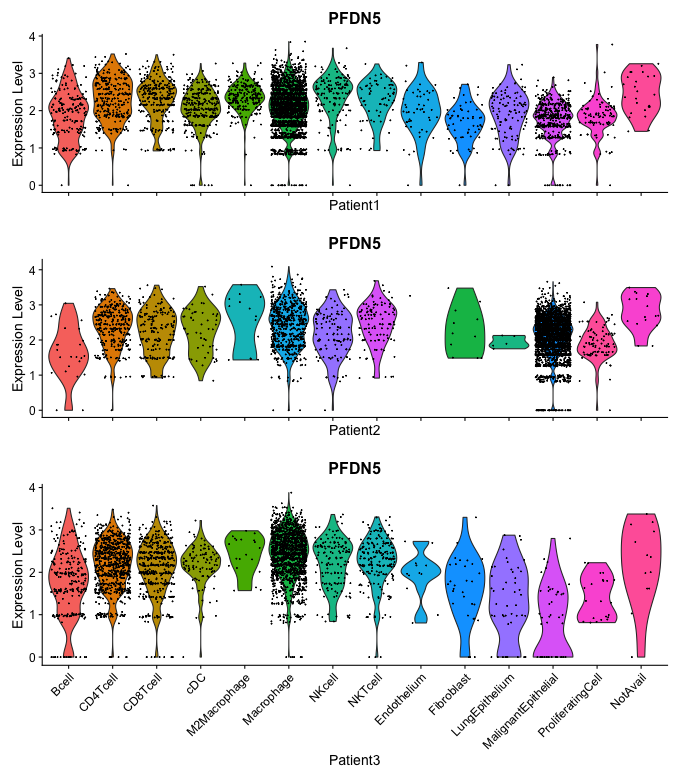 PFDN5
4
3
2
1
0
Expression Level
Patient1
PFDN5
4
3
2
1
0
Expression Level
Patient2
PFDN5
4
3
2
1
0
Expression Level
Bcell
CD4Tcell
CD8Tcell
cDC
M2Macrophage
Macrophage
NKcell
NKTcell
Endothelium
Fibroblast
LungEpithelium
MalignantEpithelial
ProliferatingCell
NotAvail
Patient3